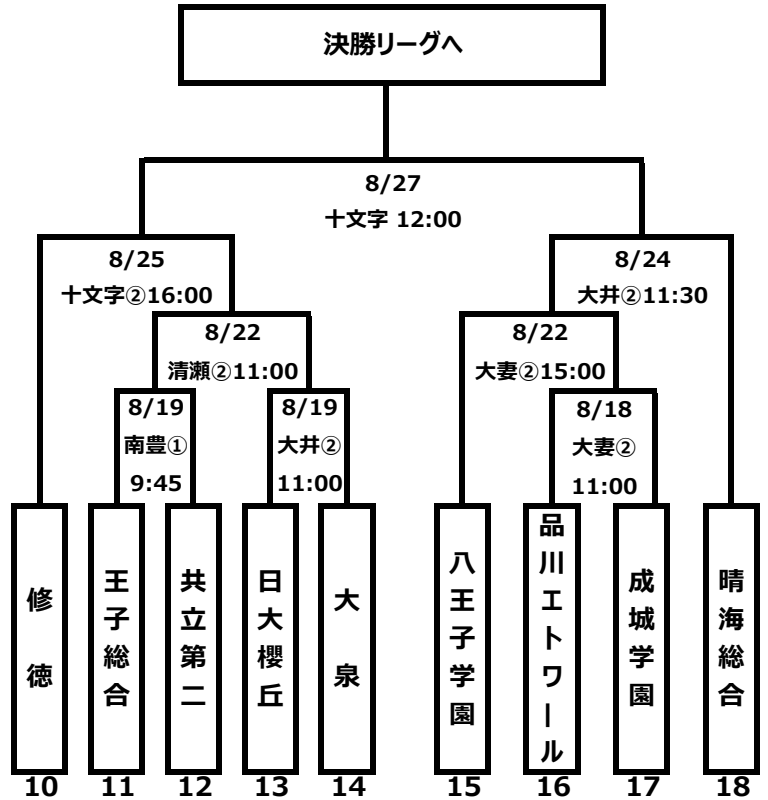 決勝リーグへ
8/27
十文字 12:00
8/25
十文字②16:00
8/24
大井②11:30
8/22
清瀬②11:00
8/22
大妻②15:00
8/19
南豊①
9:45
8/19
大井②
11:00
8/18
大妻②
11:00
修徳
王子総合
共立第二
日大櫻丘
大泉
八王子学園
品川エトワール
成城学園
晴海総合
10 11 12 13 14 15 16 17 18